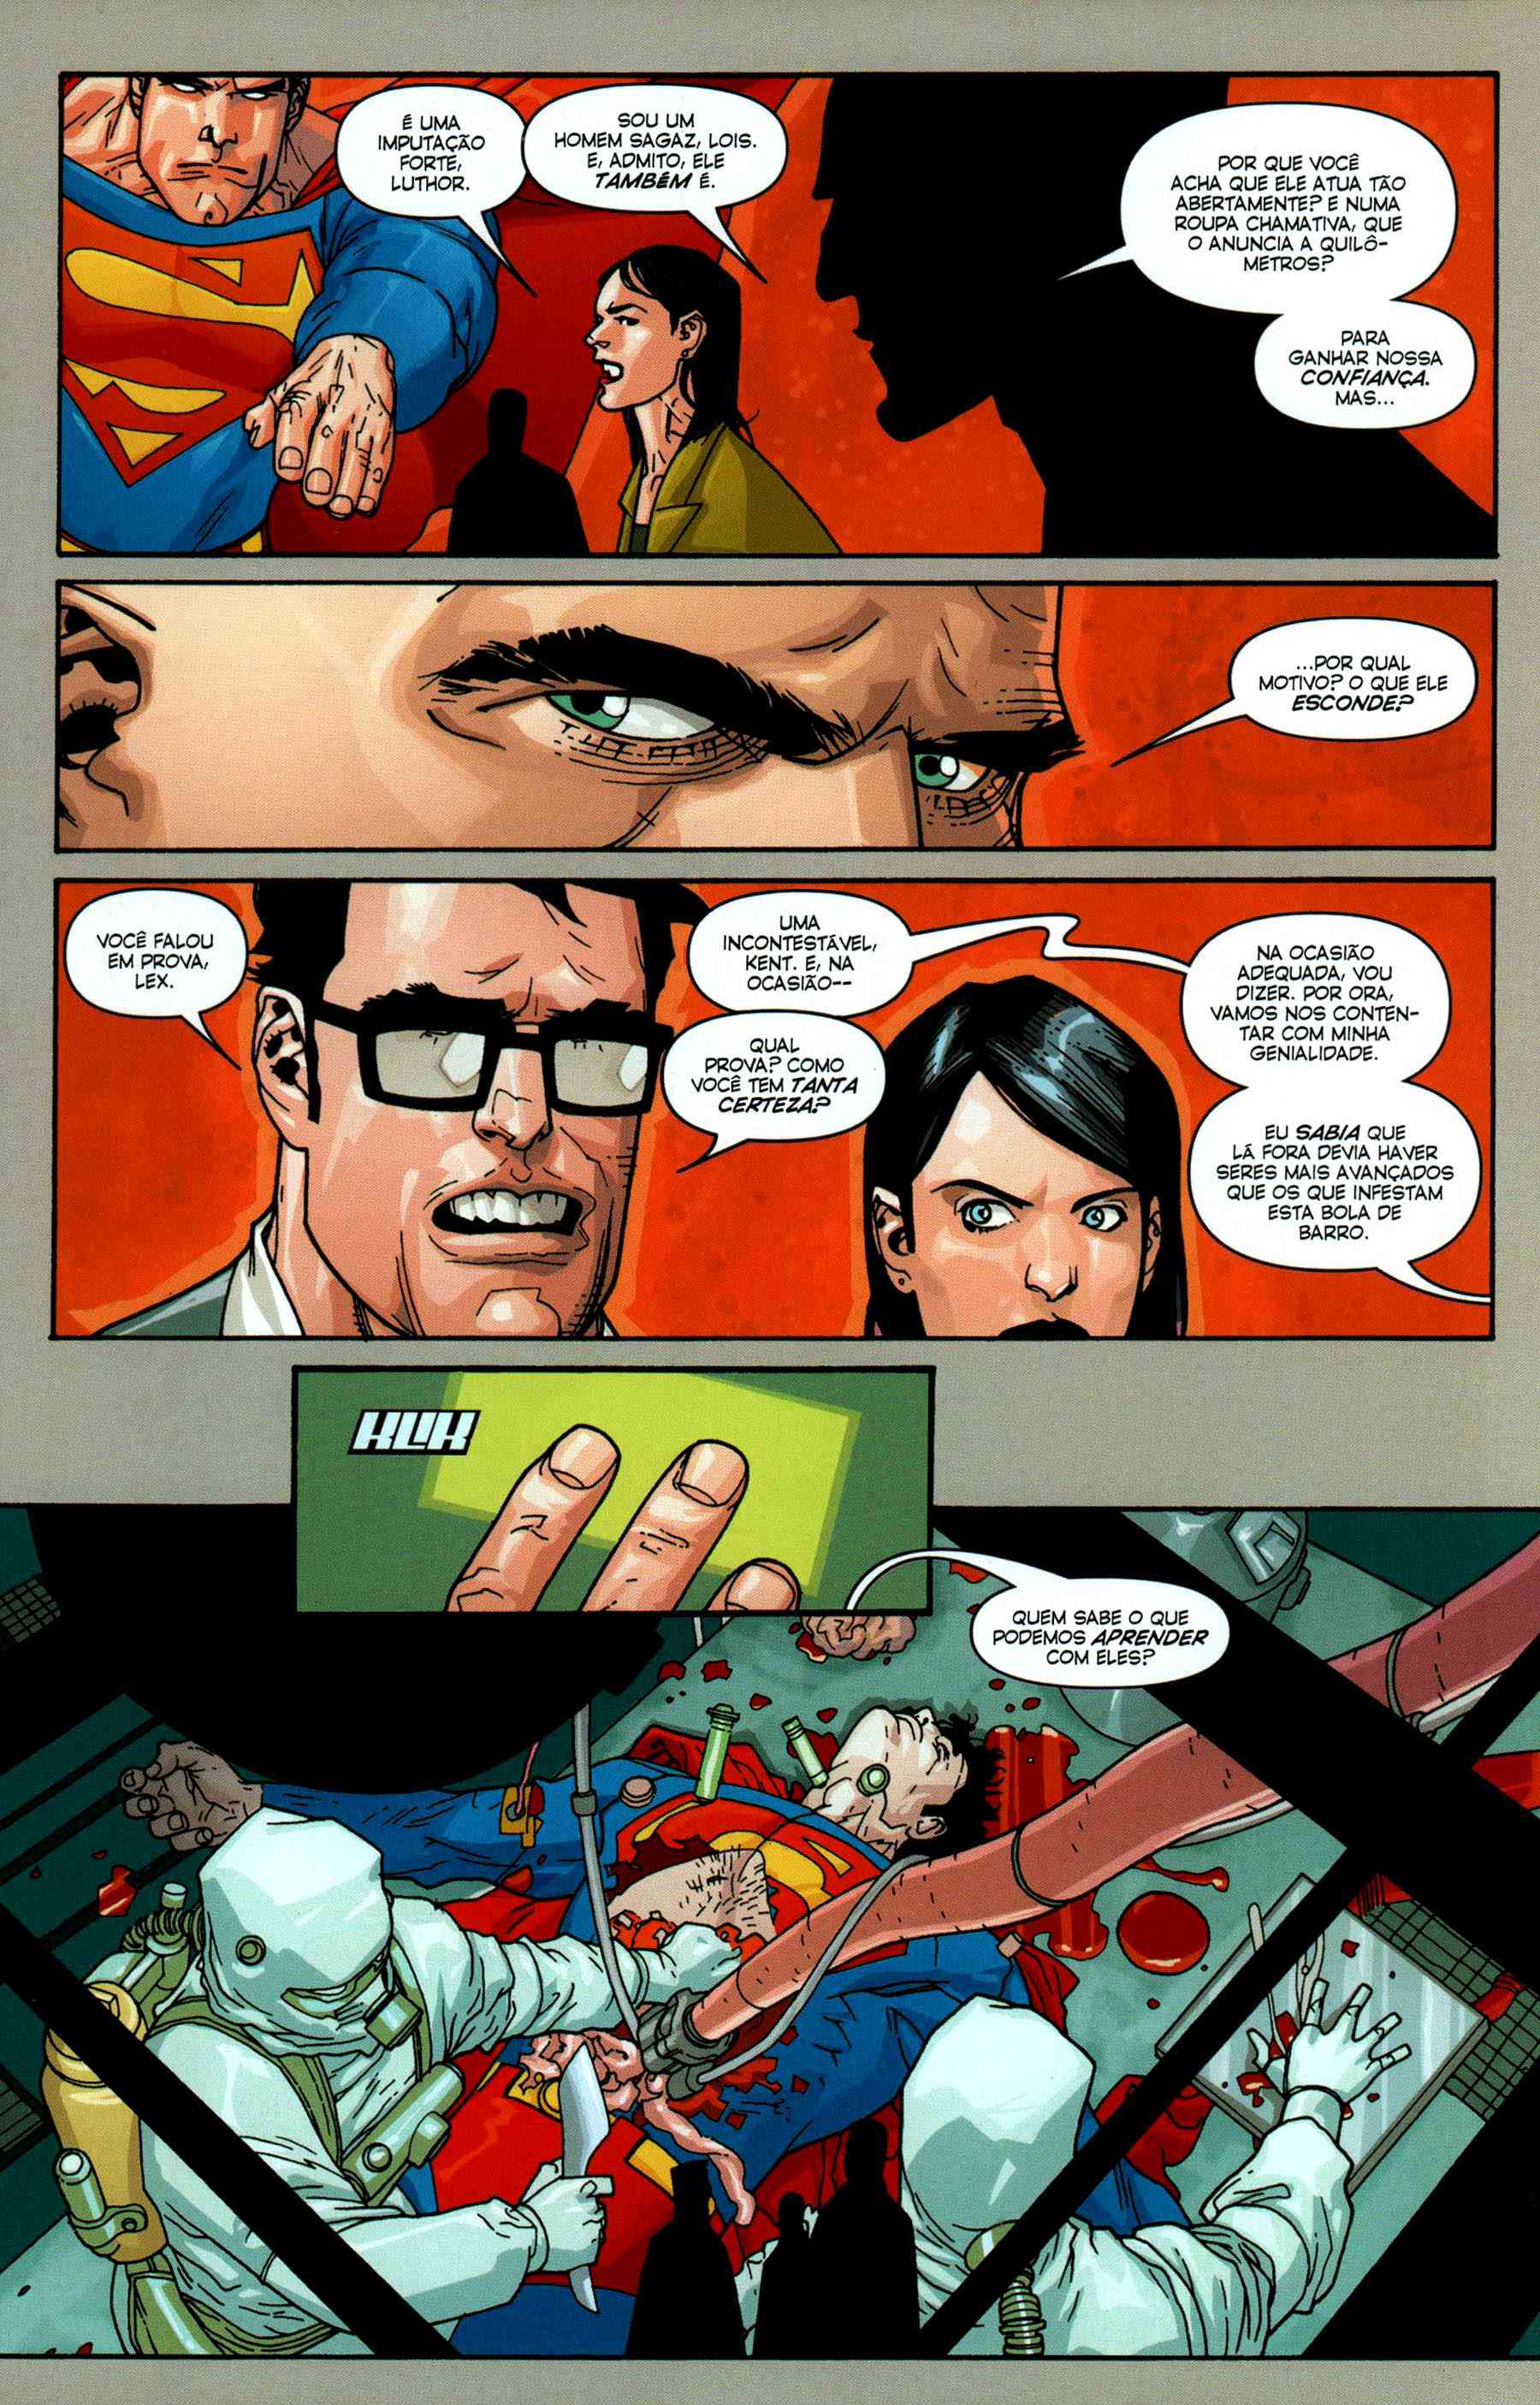 É UMA
IMPUTAÇÃO
FORTE,
LUTHOR.
SOU UM
HOMEM SAGAZ, LOIS.
E, ADMITO, ELE
TAMBÉM É.
POR QUE VOCÊ
ACHA QUE ELE ATUA TÃO
ABERTAMENTE? E NUMA
ROUPA CHAMATIVA, QUE
O ANUNCIA A QUILÔ-
METROS?
PARA
GANHAR NOSSA
CONFIANÇA.
MAS...
...POR QUAL
MOTIVO? O QUE ELE
ESCONDE?
VOCÊ FALOU
EM PROVA,
LEX.
UMA
INCONTESTÁVEL,
KENT. E, NA
OCASIÃO--
QUAL
PROVA? COMO
VOCÊ TEM TANTA
CERTEZA?
NA OCASIÃO
ADEQUADA, VOU
DIZER. POR ORA,
VAMOS NOS CONTEN-
TAR COM MINHA
GENIALIDADE.
EU SABIA QUE
LÁ FORA DEVIA HAVER
SERES MAIS AVANÇADOS
QUE OS QUE INFESTAM
ESTA BOLA DE
BARRO.
KLIK
QUEM SABE O QUE
PODEMOS APRENDER
COM ELES?